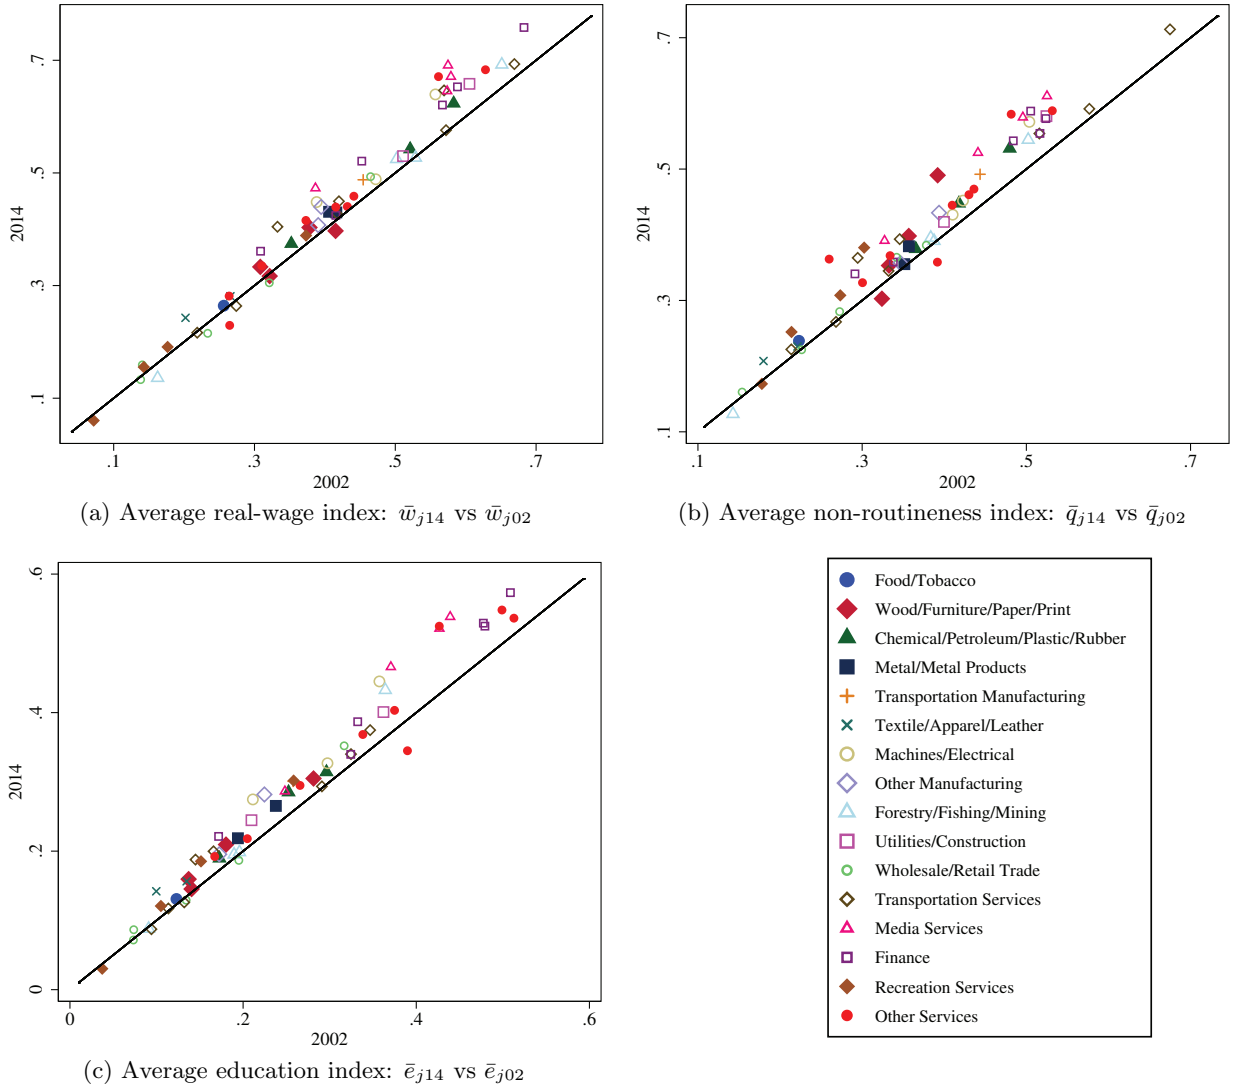 .7
.5
.3
.1
2014
.1 .3 .5 .7
2002
(a) Average real-wage index: w̄j14 vs w̄j02
.7
.5
.3
.1
2014
.1 .3 .5 .7
2002
(b) Average non-routineness index: q̄j14 vs q̄j02
.6
.4
.2
0
2014
0 .2 .4 .6
2002
(c) Average education index: ēj14 vs ēj02
Food/Tobacco
Wood/Furniture/Paper/Print
Chemical/Petroleum/Plastic/Rubber
Metal/Metal Products
Transportation Manufacturing
Textile/Apparel/Leather
Machines/Electrical
Other Manufacturing
Forestry/Fishing/Mining
Utilities/Construction
Wholesale/Retail Trade
Transportation Services
Media Services
Finance
Recreation Services
Other Services